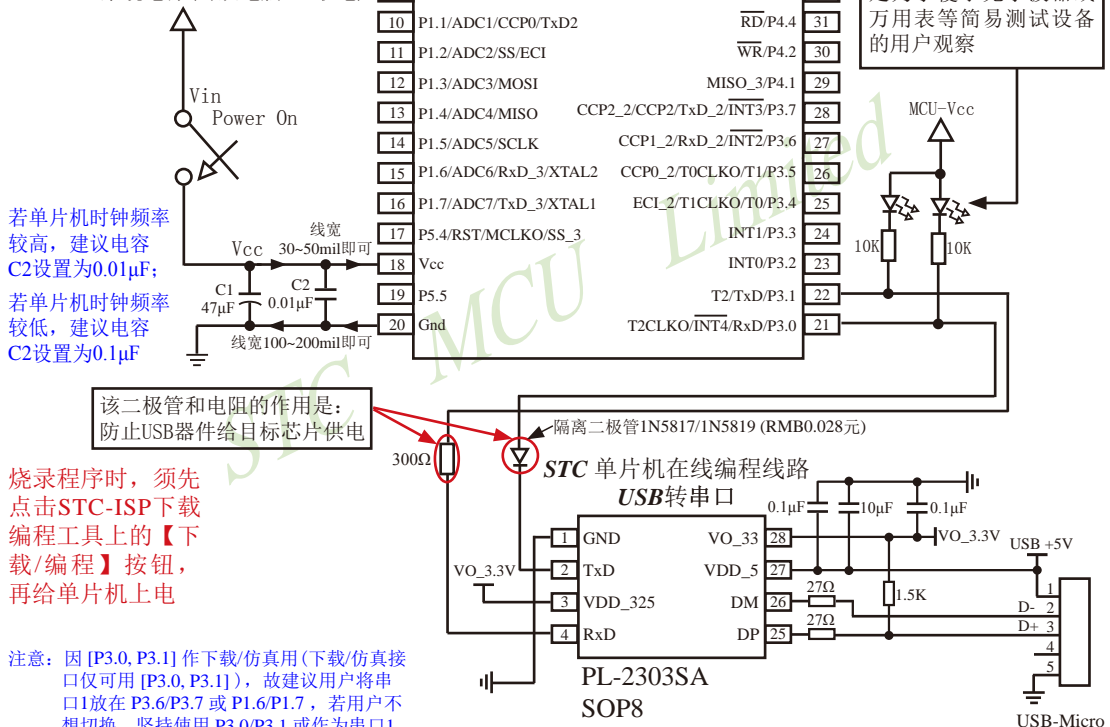 10 P1.1/ADC1/CCP0/TxD2
11 P1.2/ADC2/SS/ECI
12 P1.3/ADC3/MOSI
13 P1.4/ADC4/MISO
14 P1.5/ADC5/SCLK
15 P1.6/ADC6/RxD_3/XTAL2
16 P1.7/ADC7/TxD_3/XTAL1
17 P5.4/RST/MCLKO/SS_3
18 Vcc
19 P5.5
20 Gnd
RD/P4.4 31
WR/P4.2 30
MISO_3/P4.1 29
CCP2_2/CCP2/TxD_2/INT3/P3.7 28
CCP1_2/RxD_2/INT2/P3.6 27
CCP0_2/T0CLKO/T1/P3.5 26
ECI_2/T1CLKO/T0/P3.4 25
INT1/P3.3 24
INT0/P3.2 23
T2/TxD/P3.1 22
T2CLKO/INT4/RxD/P3.0 21
万用表等简易测试设备
的用户观察
MCU-Vcc
10K
10K
Vin
Power On
若单片机时钟频率
较高，建议电容
C2设置为0.01μF;
若单片机时钟频率
较低，建议电容
C2设置为0.1μF
Vcc
线宽
30~50mil即可
C1
47μF
C2
0.01μF
线宽100~200mil即可
STC MCU Limited
该二极管和电阻的作用是:
防止USB器件给目标芯片供电
300Ω
隔离二极管1N5817/1N5819 (RMB0.028元)
烧录程序时，须先
点击STC-ISP下载
编程工具上的【下
载/编程】按钮，
再给单片机上电
STC 单片机在线编程线路
USB转串口
0.1μF
10μF
0.1μF
VO_3.3V
USB +5V
VO_3.3V
1 GND
2 TxD
3 VDD_325
4 RxD
VO_33 28
VDD_5 27
DM 26
DP 25
27Ω
27Ω
1.5K
D-
D+
1
2
3
4
5
PL-2303SA
SOP8
USB-Micro
注意: 因 [P3.0, P3.1] 作下载/仿真用(下载/仿真接
口仅可用 [P3.0, P3.1] )，故建议用户将串
口1放在 P3.6/P3.7 或 P1.6/P1.7 ，若用户不
想切换，坚持使用 P3.0/P3.1 或作为串口1